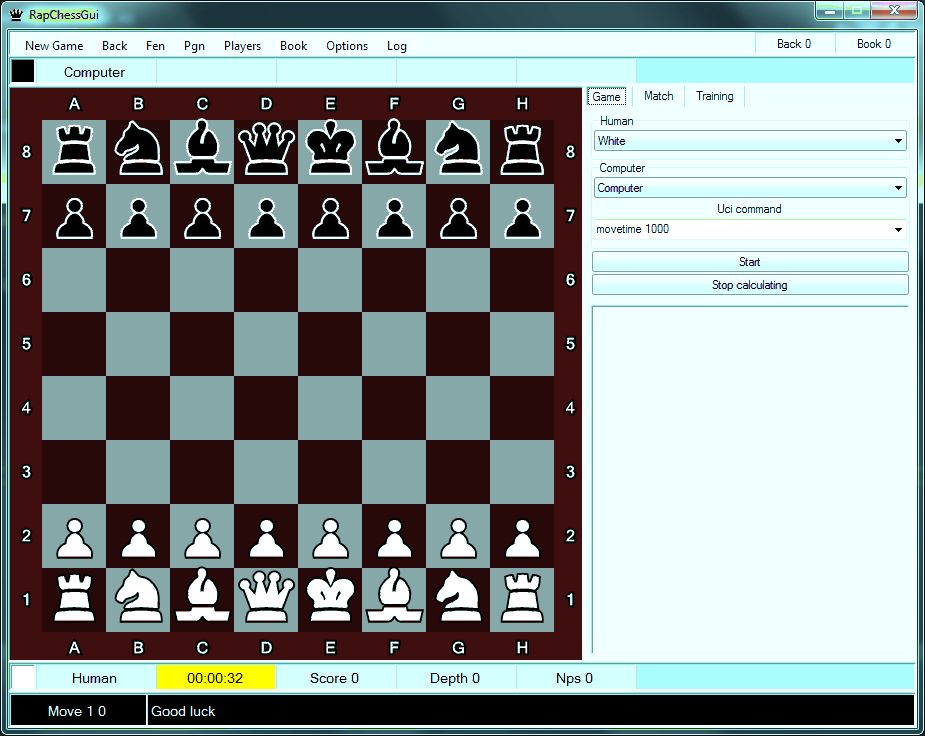 RapChessGui
New Game Back Fen Pgn Players Book Options Log Back 0 Book 0
Computer
Game Match Training
A B C D E F G H
Human
White
8 8
Computer
Computer
7 7
Uci command
movetime 1000
Start
6 6
Stop calculating
5 5
4 4
3 3
2 2
1 1
A B C D E F G H
Human 00:00:32 Score 0 Depth 0 Nps 0
Move 1 0 Good luck